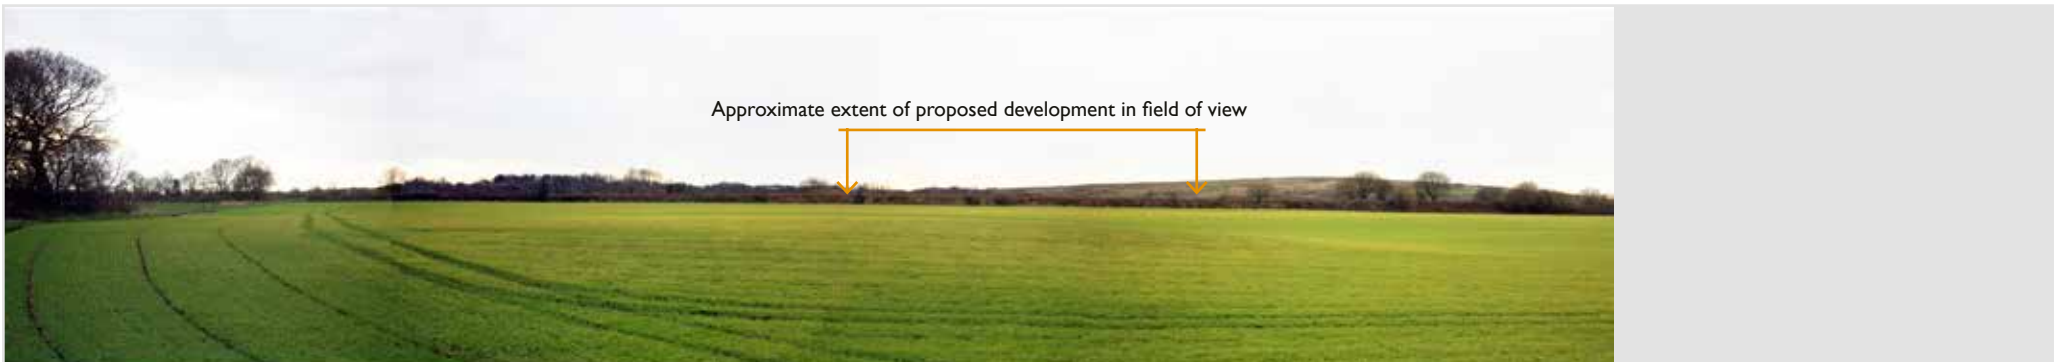 Approximate extent of proposed development in field of view